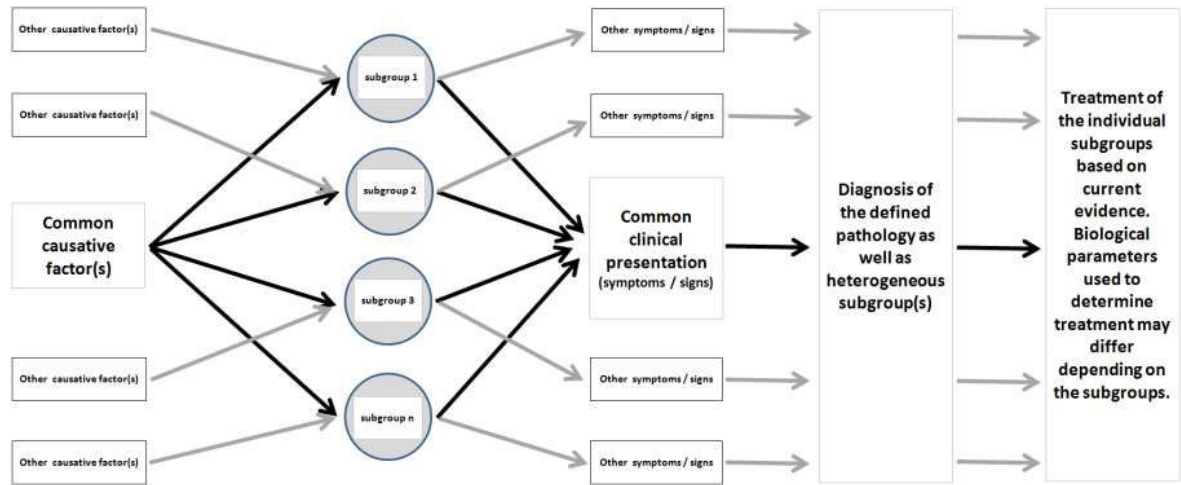 Other causative factor(s)
Other causative factor(s)
Common
causative
factor(s)
Other causative factor(s)
Other causative factor(s)
subgroup 1
subgroup 2
subgroup 3
subgroup n
Other symptoms / signs
Other symptoms / signs
Common
clinical
presentation
(symptoms / signs)
Other symptoms / signs
Other symptoms / signs
Diagnosis of
the defined
pathology as
well as
heterogeneous
subgroup(s)
Treatment of
the individual
subgroups
based on
current
evidence.
Biological
parameters
used to
determine
treatment may
differ
depending on
the subgroups.